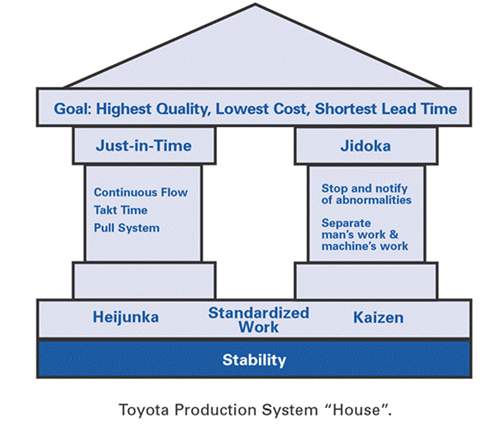 Goal: Highest Quality, Lowest Cost, Shortest Lead Time
Just-in-Time
Continuous Flow
Takt Time
Pull System
Jidoka
Stop and notify
of abnormalities
Separate
man's work &
machine's work
Heijunka
Standardized
Work
Kaizen
Stability
Toyota Production System “House”.